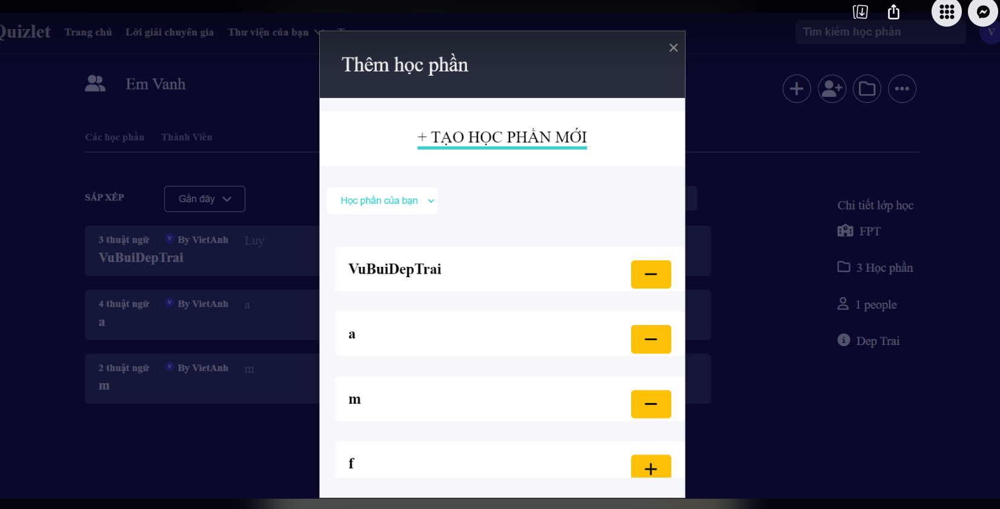 Quizlet Trang chủ Lời giải chuyên gia Thư viện của bạn
Tìm kiếm học phần
V
Thêm học phần
Em Vanh
Các học phần Thành Viên
+ TẠO HỌC PHẦN MỚI
SẮP XẾP Gần đây
Học phần của bạn
3 thuật ngữ V By VietAnh Luy
VuBuiDepTrai
4 thuật ngữ V By VietAnh a
a
2 thuật ngữ V By VietAnh m
m
VuBuiDepTrai
a
m
f
Chi tiết lớp học
FPT
3 Học phần
1 people
Dep Trai